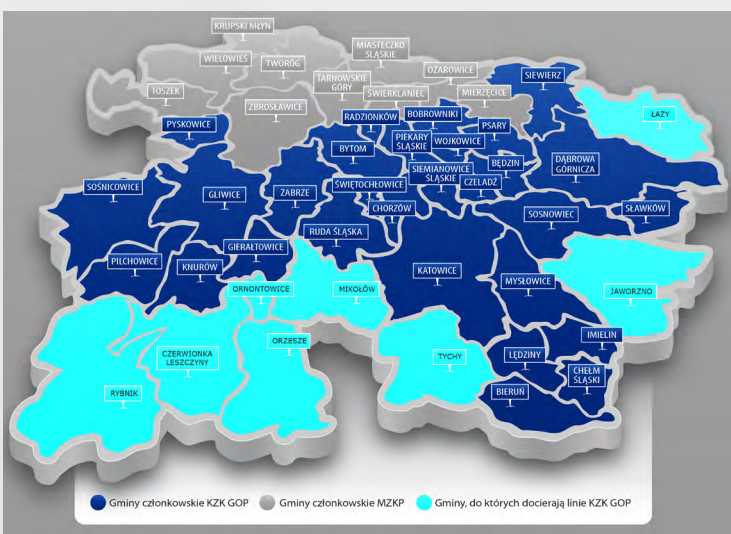 KRUPSKI MŁYN
MIASTECZKO
ŚLĄSKIE
WIELOWIEŚ
TWORÓG
OŻAROWICE
SIEWIERZ
TARNOWSKIE
GÓRY
TOSZEK
ŚWIERKLANIEC
MIERZĘCICE
ZBROSŁAWICE
ŁAZY
RADZIONKÓW
BOBROWNIKI
PYSKOWICE
PSARY
PIEKARY
ŚLĄSKIE
WOJKOWICE
BYTOM
BĘDZIN
DĄBROWA
GÓRNICZA
SIEMIANOWICE
ŚLĄSKIE
CZELADŹ
SOŚNICOWICE
GLIWICE
ZABRZE
ŚWIĘTOCHŁOWICE
CHORZÓW
SOSNOWIEC
SŁAWKÓW
RUDA ŚLĄSKA
GIERAŁTOWICE
PILCHOWICE
KNURÓW
KATOWICE
MYSŁOWICE
ORNONTOWICE
MIKOŁÓW
JAWORZNO
IMIELIN
ORZESZE
CZERWIONKA
LESZCZYNY
TYCHY
LĘDZINY
CHEŁM
ŚLĄSKI
RYBNIK
BIERUŃ
Gminy członkowskie KZK GOP
Gminy członkowskie MZKP
Gminy, do których docierają linie KZK GOP